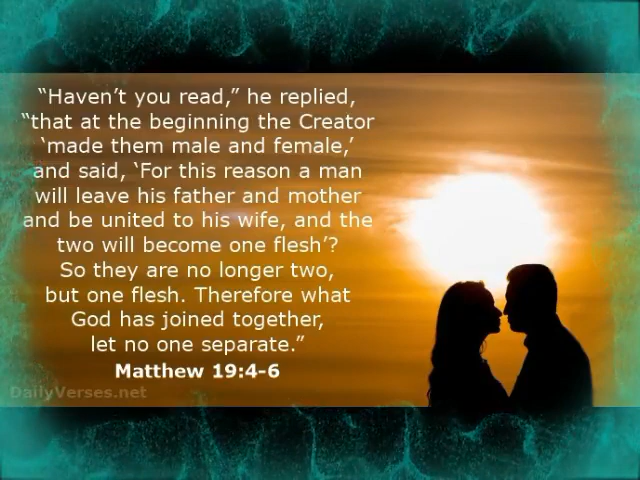 “Haven’t you read,” he replied,
“that at the beginning the Creator
‘made them male and female,’
and said, ‘For this reason a man
will leave his father and mother
and be united to his wife, and the
two will become one flesh’?
So they are no longer two,
but one flesh. Therefore what
God has joined together,
let no one separate.”
Matthew 19:4-6
DailyVerses.net